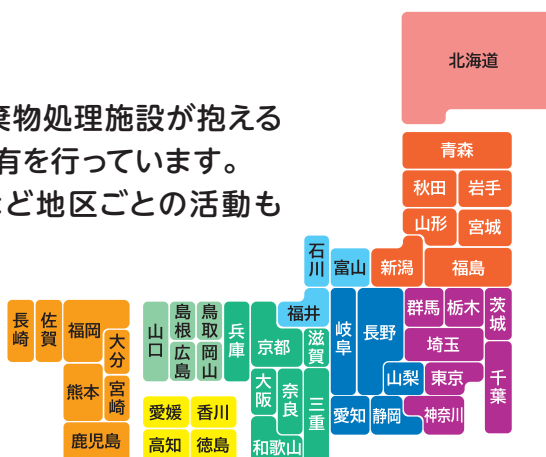 棄物処理施設が抱える
有を行っています。
ど地区ごとの活動も
北海道
青森
秋田
岩手
山形
宮城
石川
富山
新潟
福島
福井
岐阜
長野
群馬
栃木
茨城
埼玉
山梨
東京
千葉
愛知
静岡
神奈川
長崎
佐賀
福岡
大分
熊本
宮崎
鹿児島
山口
島根
鳥取
広島
岡山
兵庫
京都
滋賀
大阪
奈良
三重
和歌山
愛媛
香川
高知
徳島